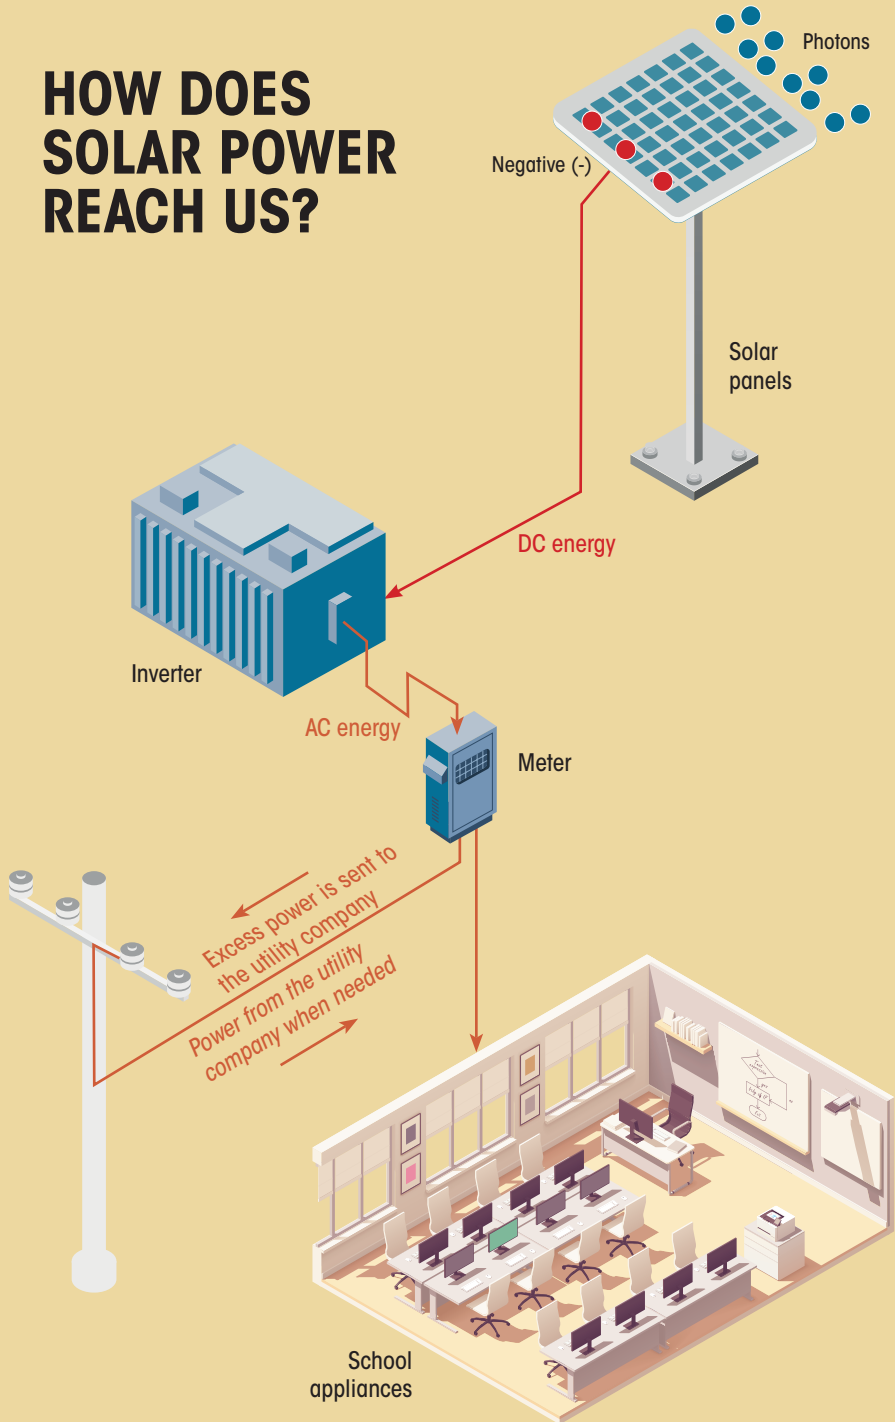 HOW DOES
SOLAR POWER
REACH US?
Photons
Negative (-)
Solar
panels
DC energy
Inverter
AC energy
Meter
Excess power is sent to
the utility company
Power from the utility
company when needed
School
appliances